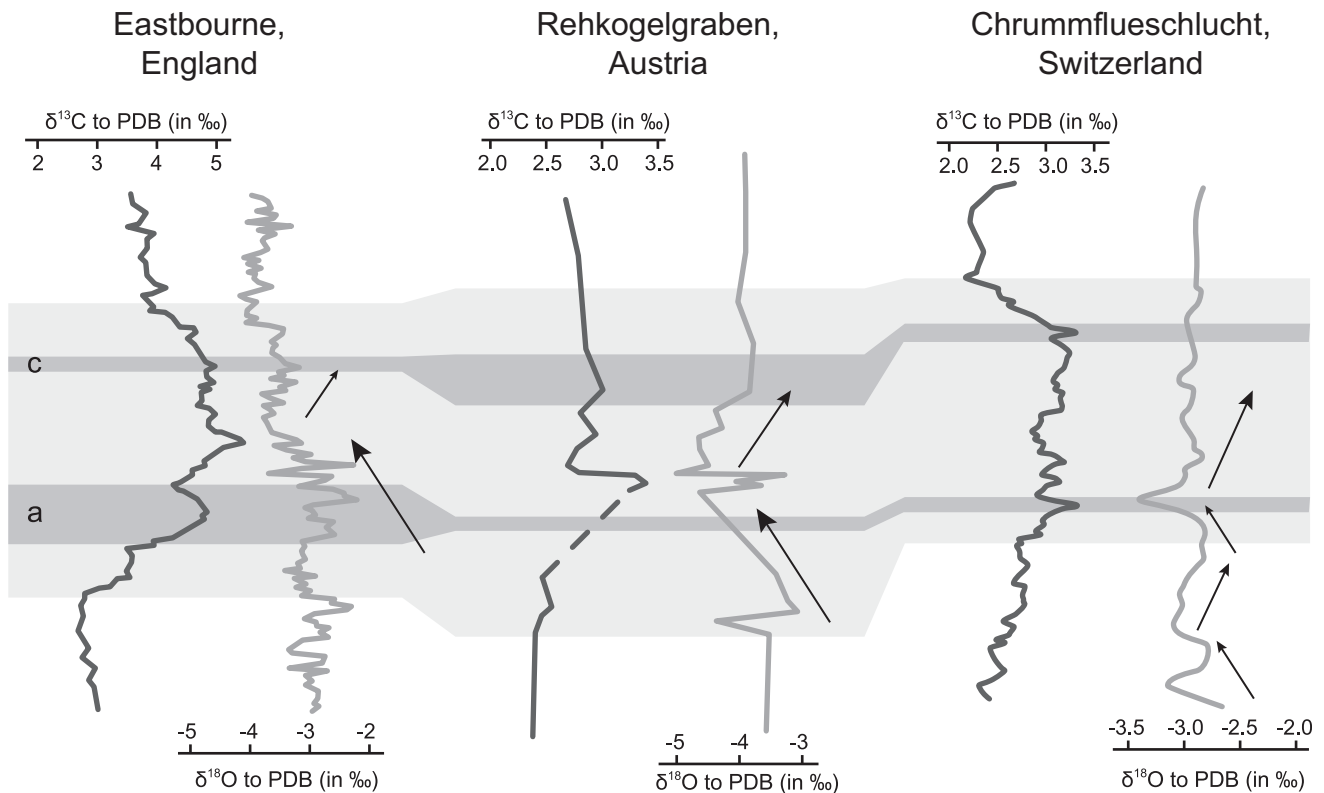 Eastbourne,
England
Rehkogelgraben,
Austria
Chrummflueschlucht,
Switzerland
δ¹³C to PDB (in ‰)
2 3 4 5
δ¹³C to PDB (in ‰)
2.0 2.5 3.0 3.5
δ¹³C to PDB (in ‰)
2.0 2.5 3.0 3.5
c
a
-5 -4 -3 -2
δ¹⁸O to PDB (in ‰)
-5 -4 -3
δ¹⁸O to PDB (in ‰)
-3.5 -3.0 -2.5 -2.0
δ¹⁸O to PDB (in ‰)